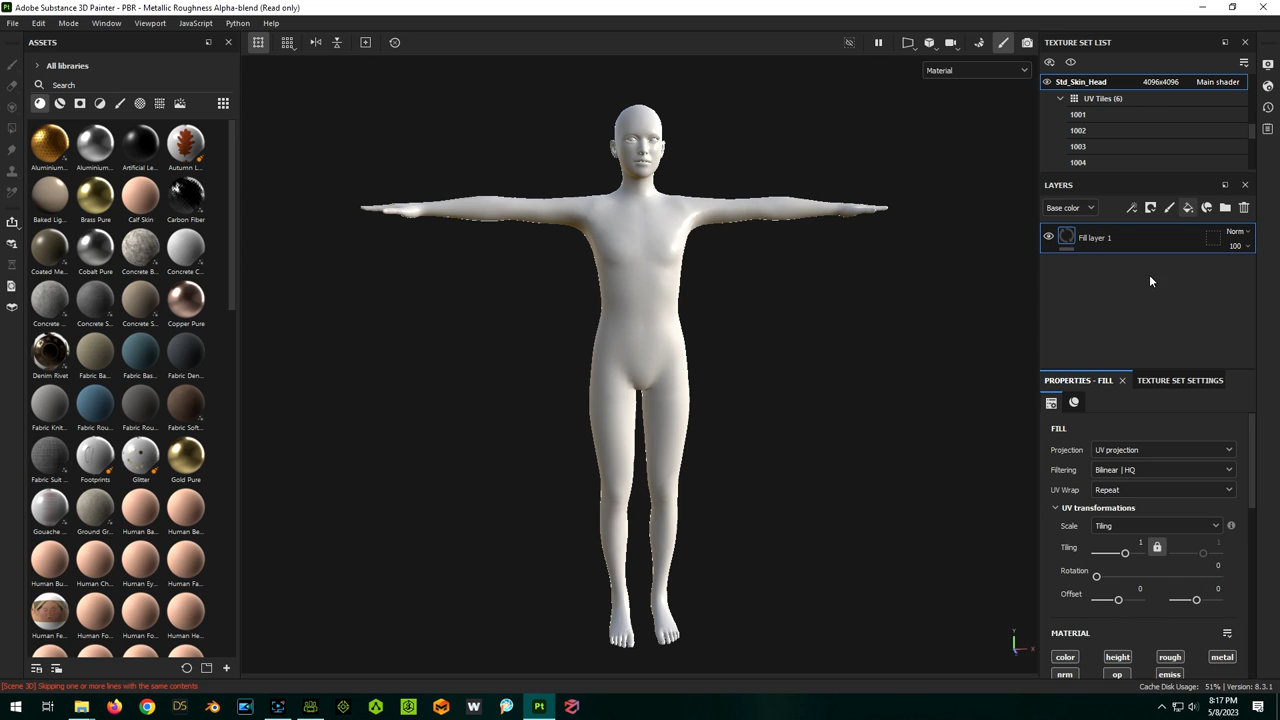 Adobe Substance 3D Painter - PBR - Metallic Roughness Alpha-blend (Read only)
File Edit Mode Window Viewport JavaScript Python Help
ASSETS
All libraries
Search
Aluminium... Aluminium... Artificial Le... Autumn L...
Baked Lig... Brass Pure Calf Skin Carbon Fiber
Coated Me... Cobalt Pure Concrete B... Concrete C...
Concrete ... Concrete S... Concrete S... Copper Pure
Denim Rivet Fabric Ba... Fabric Bas... Fabric Den...
Fabric Knit... Fabric Rou... Fabric Rou... Fabric Soft...
Fabric Suit ... Footprints Glitter Gold Pure
Gouache ... Ground Gr... Human Ba... Human Be...
Human Bu... Human Ch... Human Ey... Human Fa...
Human Fe... Human Fo... Human Fo... Human He...
[Scene 3D] Skipping one or more lines with the same contents
Material
Y
X
TEXTURE SET LIST
Std_Skin_Head 4096x4096 Main shader
UV Tiles (6)
1001
1002
1003
1004
LAYERS
Base color
Fill layer 1 Norm
100
PROPERTIES - FILL TEXTURE SET SETTINGS
FILL
Projection UV projection
Filtering Bilinear | HQ
UV Wrap Repeat
UV transformations
Scale Tiling
Tiling 1 1
Rotation 0
Offset 0 0
MATERIAL
color height rough metal
nrm op emiss
Cache Disk Usage: 51% | Version: 8.3.1
DS W Pt Z
8:17 PM
5/8/2023